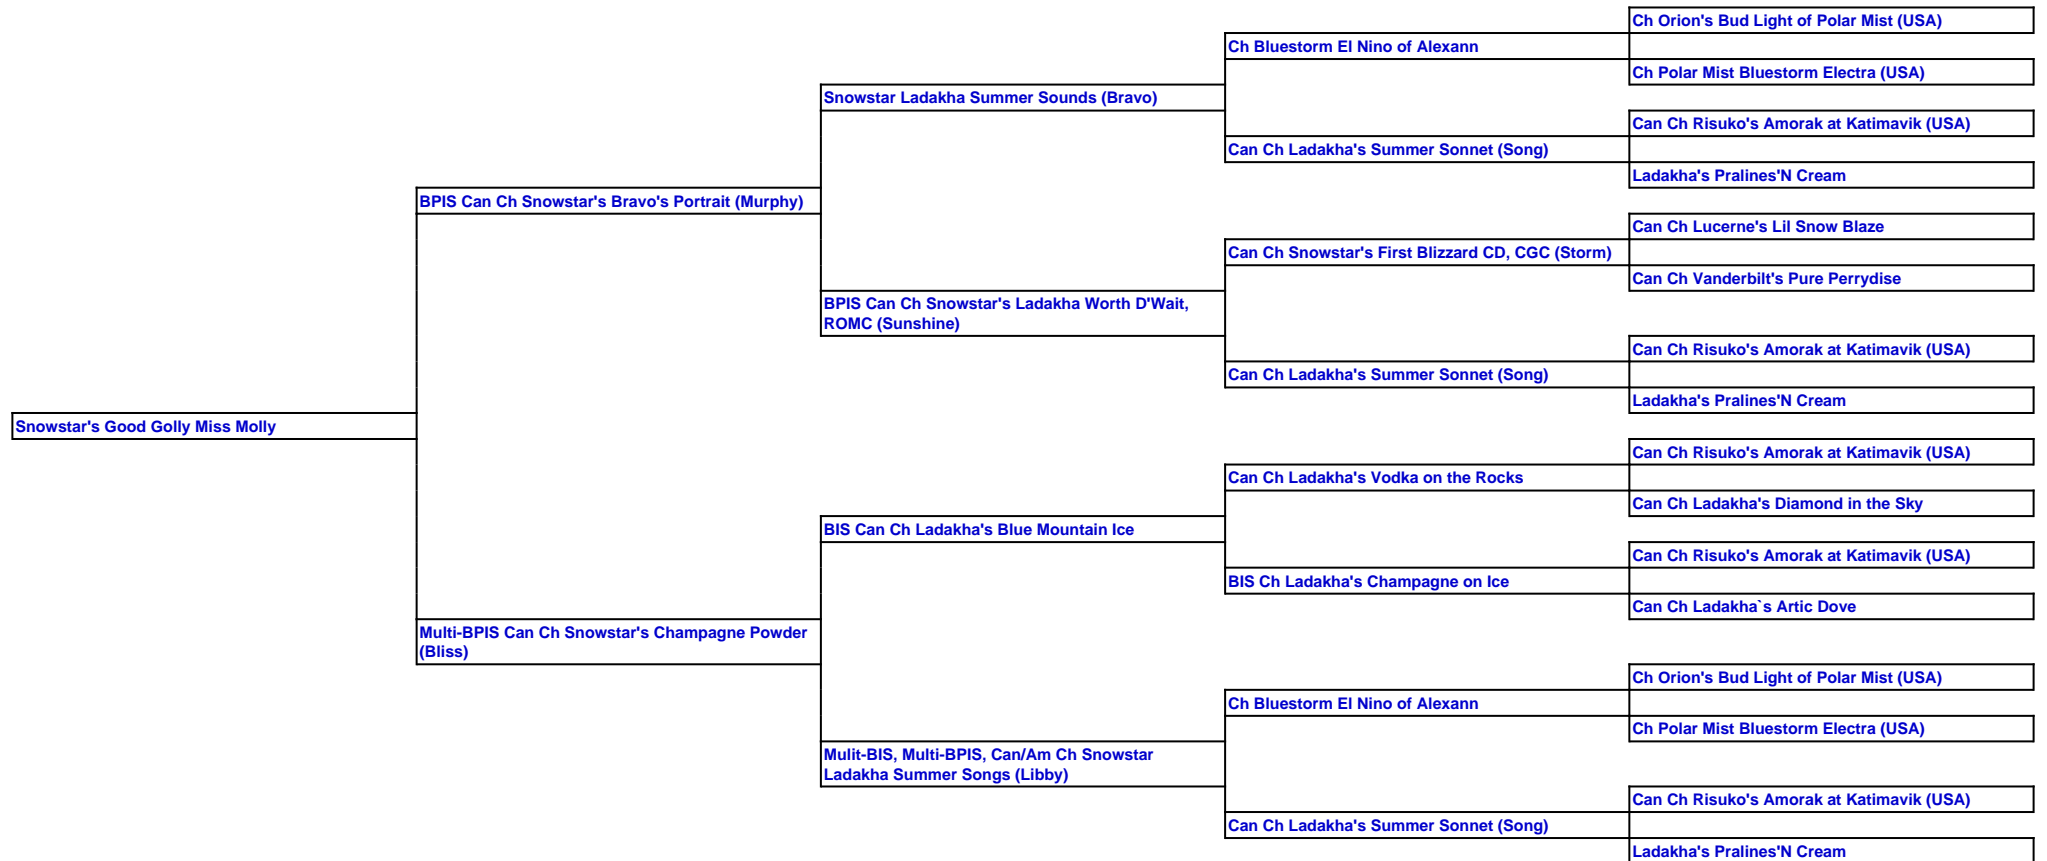 Ch Orion's Bud Light of Polar Mist (USA)
Ch Bluestorm El Nino of Alexann
Ch Polar Mist Bluestorm Electra (USA)
Snowstar Ladakha Summer Sounds (Bravo)
Can Ch Risuko's Amorak at Katimavik (USA)
Can Ch Ladakha's Summer Sonnet (Song)
Ladakha's Pralines'N Cream
BPIS Can Ch Snowstar's Bravo's Portrait (Murphy)
Can Ch Lucerne's Lil Snow Blaze
Can Ch Snowstar's First Blizzard CD, CGC (Storm)
Can Ch Vanderbilt's Pure Perrydise
BPIS Can Ch Snowstar's Ladakha Worth D'Wait,
ROMC (Sunshine)
Can Ch Risuko's Amorak at Katimavik (USA)
Can Ch Ladakha's Summer Sonnet (Song)
Ladakha's Pralines'N Cream
Snowstar's Good Golly Miss Molly
Can Ch Risuko's Amorak at Katimavik (USA)
Can Ch Ladakha's Vodka on the Rocks
Can Ch Ladakha's Diamond in the Sky
BIS Can Ch Ladakha's Blue Mountain Ice
Can Ch Risuko's Amorak at Katimavik (USA)
BIS Ch Ladakha's Champagne on Ice
Can Ch Ladakha`s Artic Dove
Multi-BPIS Can Ch Snowstar's Champagne Powder
(Bliss)
Ch Orion's Bud Light of Polar Mist (USA)
Ch Bluestorm El Nino of Alexann
Ch Polar Mist Bluestorm Electra (USA)
Mulit-BIS, Multi-BPIS, Can/Am Ch Snowstar
Ladakha Summer Songs (Libby)
Can Ch Risuko's Amorak at Katimavik (USA)
Can Ch Ladakha's Summer Sonnet (Song)
Ladakha's Pralines'N Cream